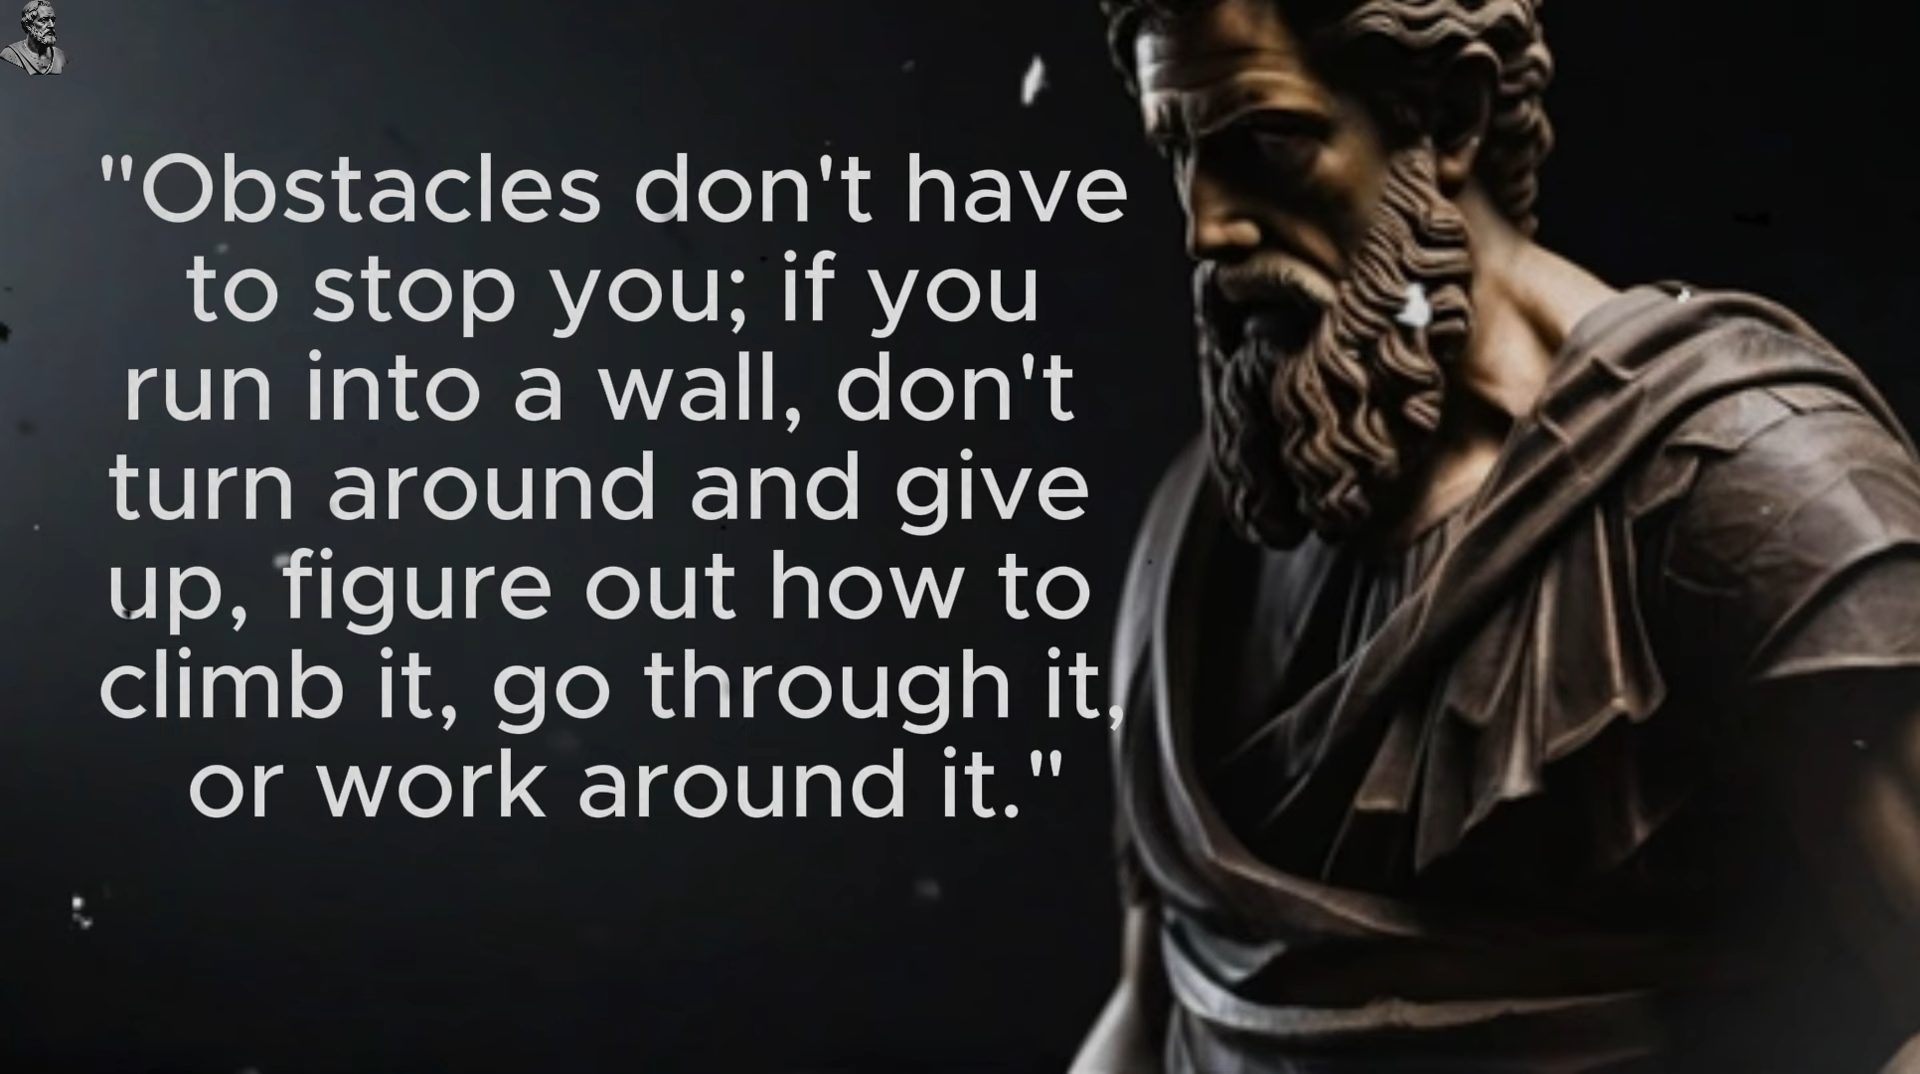 "Obstacles don't have
to stop you; if you
run into a wall, don't
turn around and give
up, figure out how to
climb it, go through it,
or work around it."